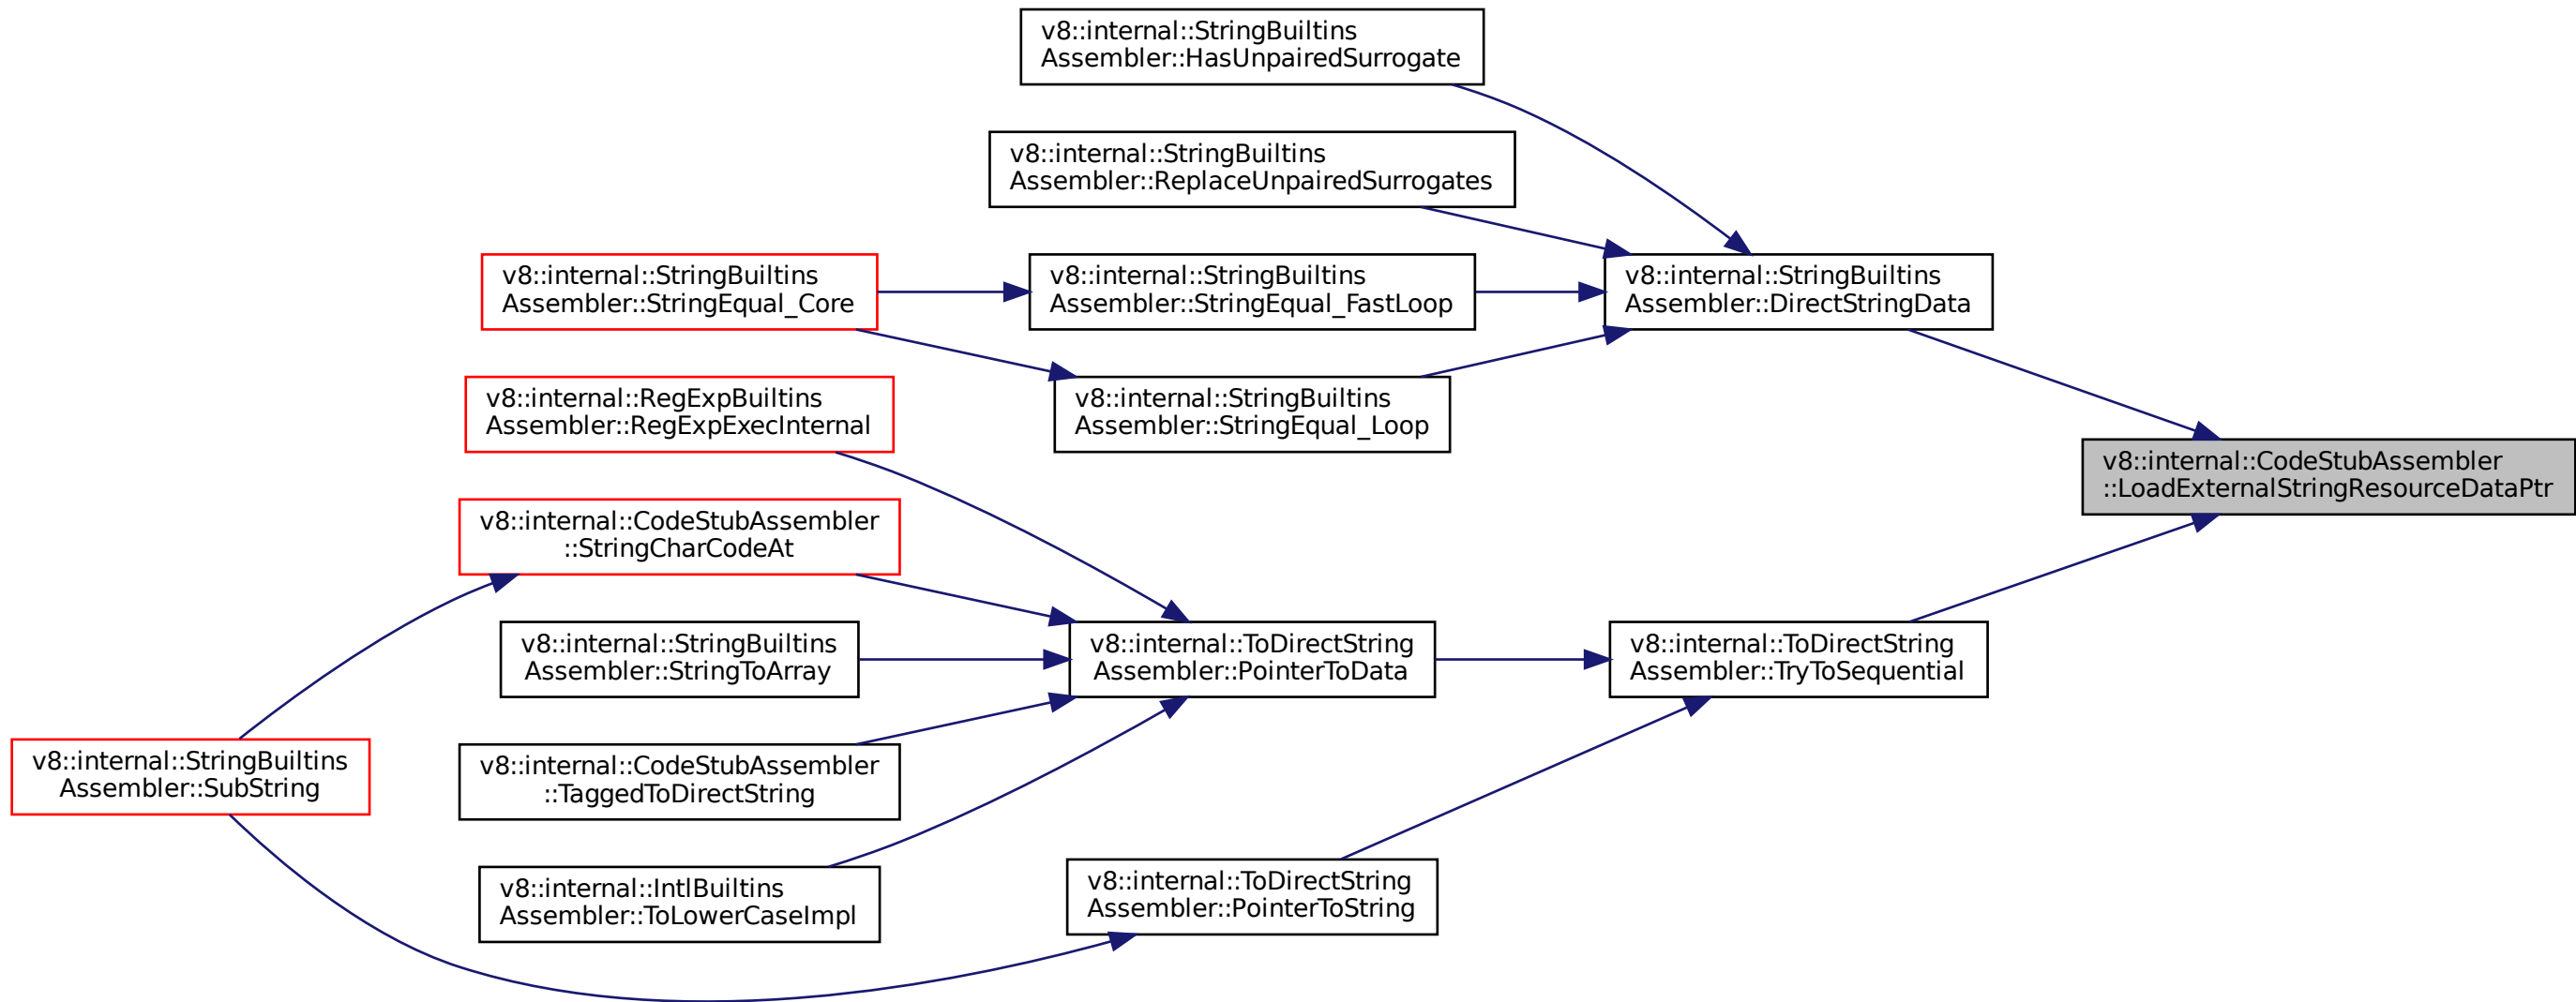 v8::internal::StringBuiltins
Assembler::HasUnpairedSurrogate
v8::internal::StringBuiltins
Assembler::ReplaceUnpairedSurrogates
v8::internal::StringBuiltins
Assembler::StringEqual_Core
v8::internal::StringBuiltins
Assembler::StringEqual_FastLoop
v8::internal::StringBuiltins
Assembler::DirectStringData
v8::internal::RegExpBuiltins
Assembler::RegExpExecInternal
v8::internal::StringBuiltins
Assembler::StringEqual_Loop
v8::internal::CodeStubAssembler
::LoadExternalStringResourceDataPtr
v8::internal::CodeStubAssembler
::StringCharCodeAt
v8::internal::StringBuiltins
Assembler::StringToArray
v8::internal::ToDirectString
Assembler::PointerToData
v8::internal::ToDirectString
Assembler::TryToSequential
v8::internal::StringBuiltins
Assembler::SubString
v8::internal::CodeStubAssembler
::TaggedToDirectString
v8::internal::IntlBuiltins
Assembler::ToLowerCaseImpl
v8::internal::ToDirectString
Assembler::PointerToString